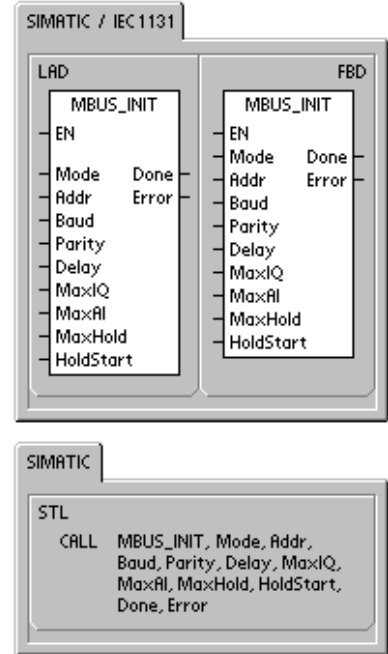 SIMATIC / IEC 1131
LAD
MBUS_INIT
EN
Mode Done
Addr Error
Baud
Parity
Delay
MaxIQ
MaxAI
MaxHold
HoldStart
FBD
MBUS_INIT
EN
Mode Done
Addr Error
Baud
Parity
Delay
MaxIQ
MaxAI
MaxHold
HoldStart
SIMATIC
STL
CALL MBUS_INIT, Mode, Addr,
Baud, Parity, Delay, MaxIQ,
MaxAI, MaxHold, HoldStart,
Done, Error